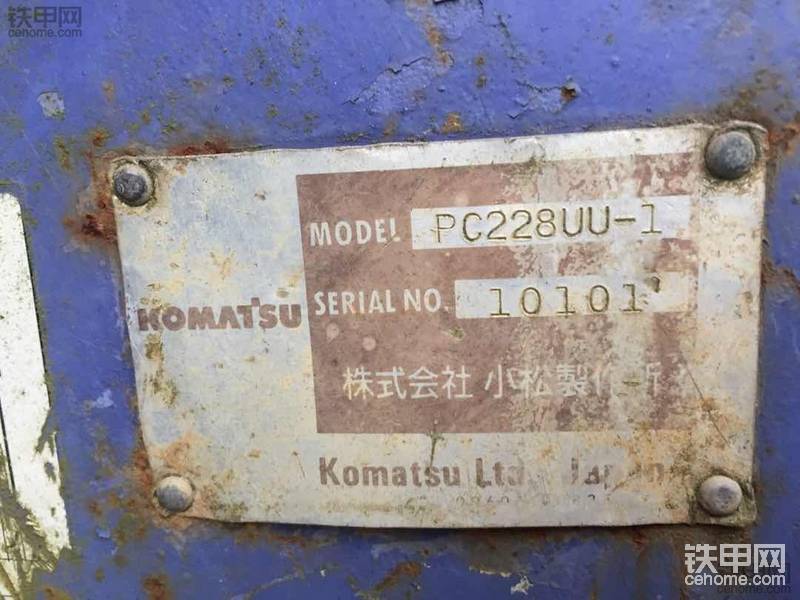 铁甲网
cehome.com
MODEL PC228UU-1
SERIAL NO. 10101
KOMATSU
株式会社 小松製作所
Komatsu Ltd. Japan
铁甲网
cehome.com